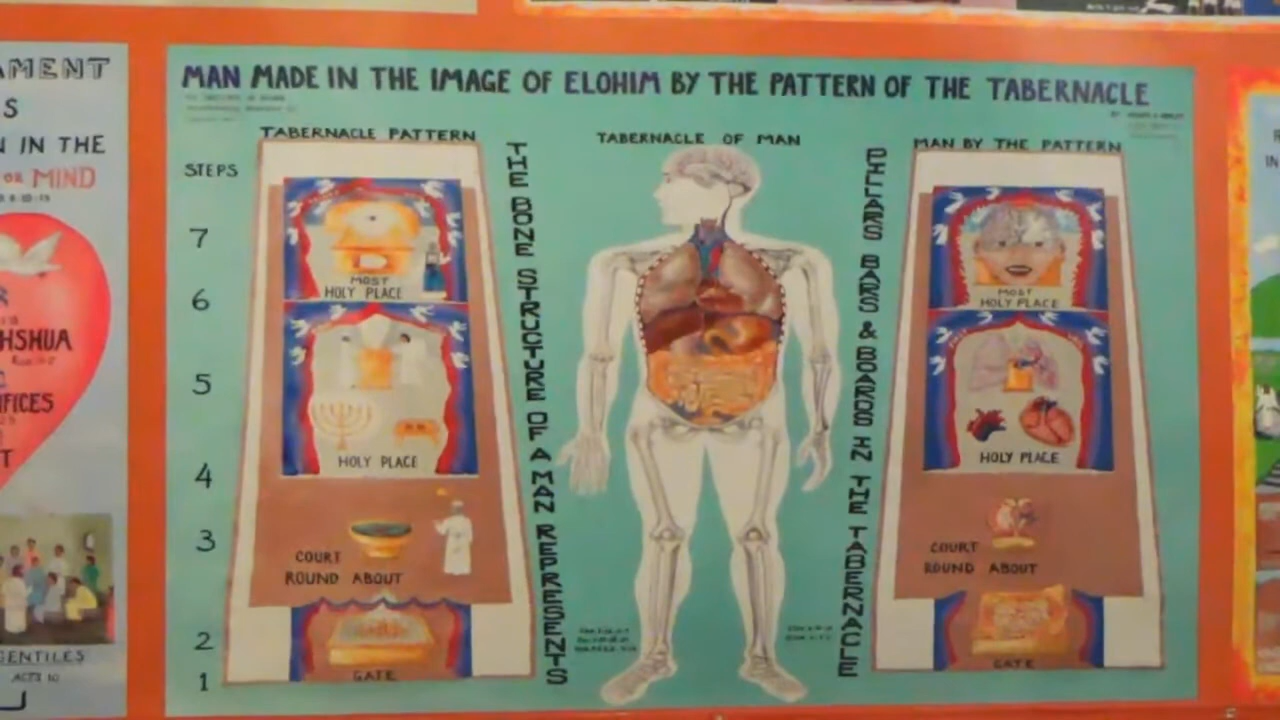 AMENT
S
IN THE
OR MIND
HSHUA
IFICES
T
GENTILES
ACTS 10
MAN MADE IN THE IMAGE OF ELOHIM BY THE PATTERN OF THE TABERNACLE
TABERNACLE PATTERN
STEPS
7
6
5
4
3
2
1
MOST
HOLY PLACE
HOLY PLACE
COURT
ROUND ABOUT
GATE
THE BONE STRUCTURE OF A MAN REPRESENTS
TABERNACLE OF MAN
PILLARS BARS & BOARDS IN THE TABERNACLE
MAN BY THE PATTERN
MOST
HOLY PLACE
HOLY PLACE
COURT
ROUND ABOUT
GATE
IN